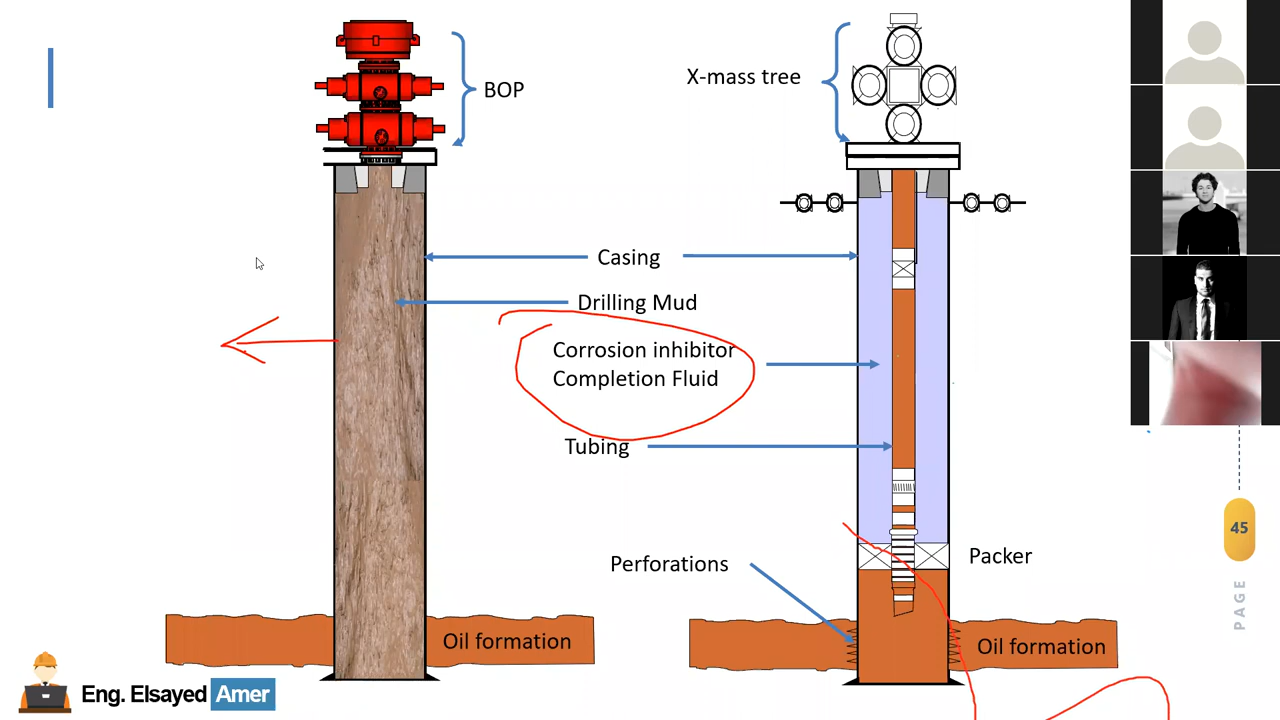 BOP
X-mass tree
Casing
Drilling Mud
Corrosion inhibitor
Completion Fluid
Tubing
Perforations
Packer
Oil formation
Oil formation
45
PAGE
Eng. Elsayed Amer